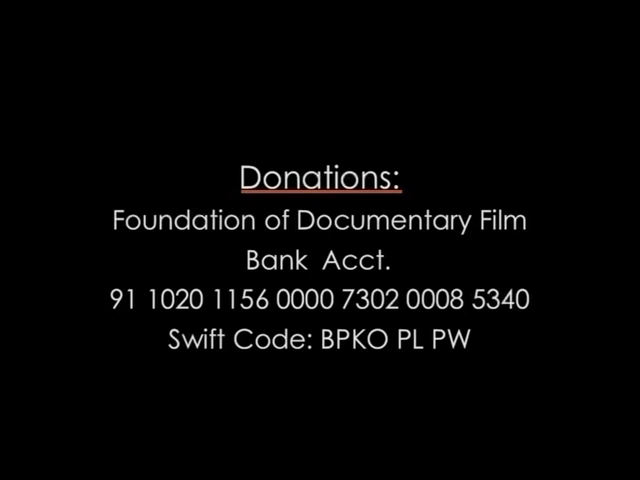 Donations:
Foundation of Documentary Film
Bank Acct.
91 1020 1156 0000 7302 0008 5340
Swift Code: BPKO PL PW